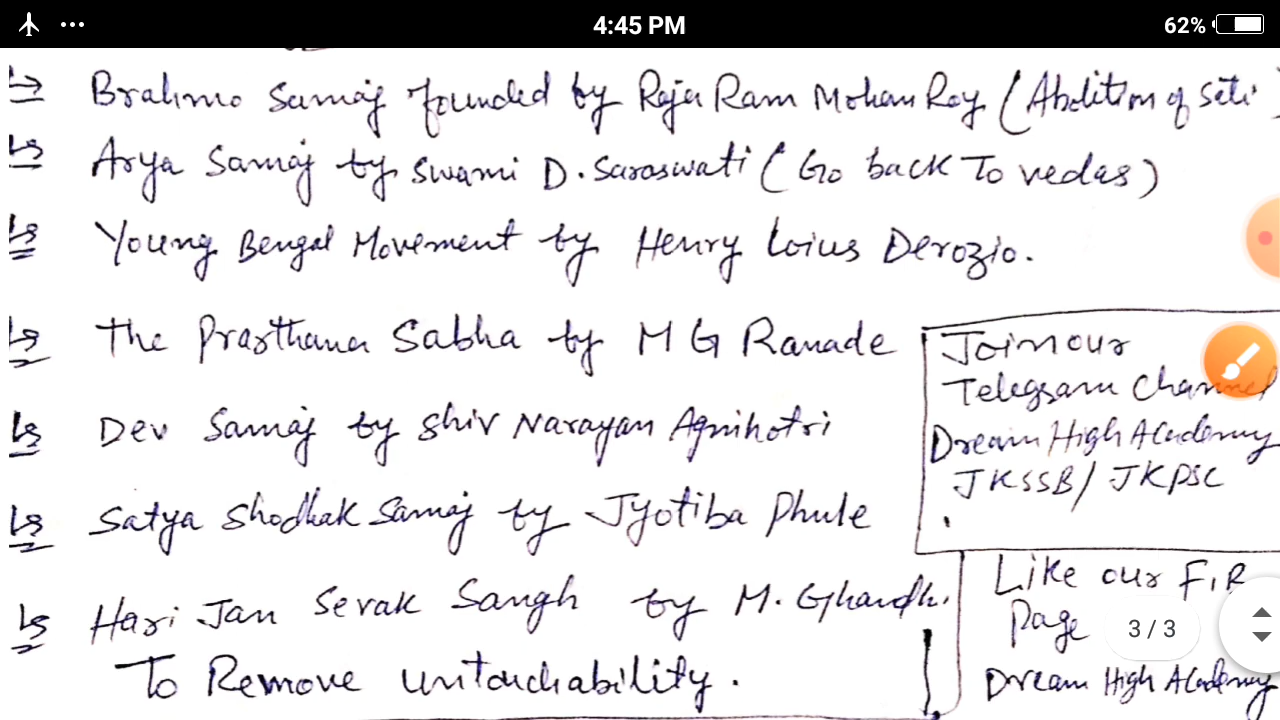 4:45 PM
62%
↳ Brahmo Samaj founded by Raja Ram Mohan Roy (Abolition of Sati)
↳ Arya Samaj by Swami D. Saraswati (Go back To vedas)
↳ Young Bengal Movement by Henry Loius Derozio.
↳ The Prarthana Sabha by M G Ranade
↳ Dev Samaj by Shiv Narayan Agnihotri
↳ Satya Shodhak Samaj by Jyotiba Phule
↳ Hari Jan Sevak Sangh by M. Ghandhi
To Remove untouchability.
Join our
Telegram Channel
Dream High Academy
JKSSB / JKPSC
Like our F.B
Page
Dream High Academy
3 / 3